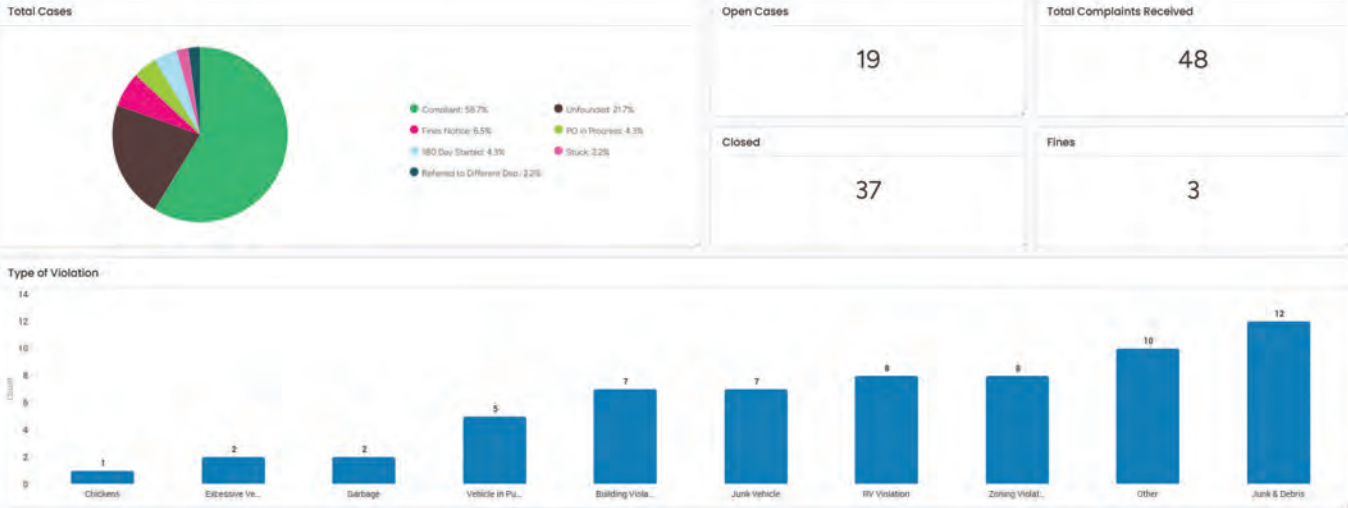 Total Cases
Compliant: 58.7%
Unfounded: 21.7%
Fines Notice: 6.5%
PO in Progress: 4.3%
180 Day Started: 4.3%
Stuck: 2.2%
Referred to Different Dep.: 2.2%
Open Cases
19
Total Complaints Received
48
Closed
37
Fines
3
Type of Violation
Count
14
12
10
8
6
4
2
0
1
2
2
5
7
7
8
8
10
12
Chickens
Excessive Ve...
Garbage
Vehicle in Pu...
Building Viola...
Junk Vehicle
RV Violation
Zoning Violat...
Other
Junk & Debris